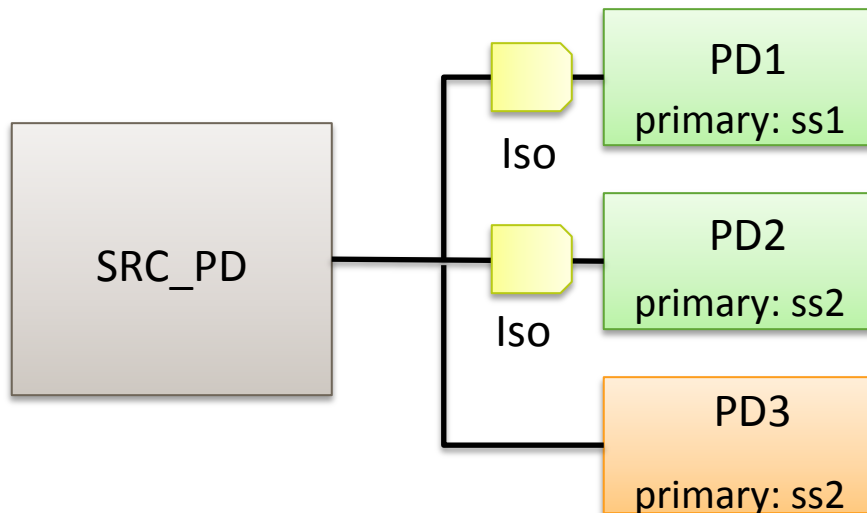 PD1
primary: ss1
Iso
SRC_PD
PD2
primary: ss2
Iso
PD3
primary: ss2